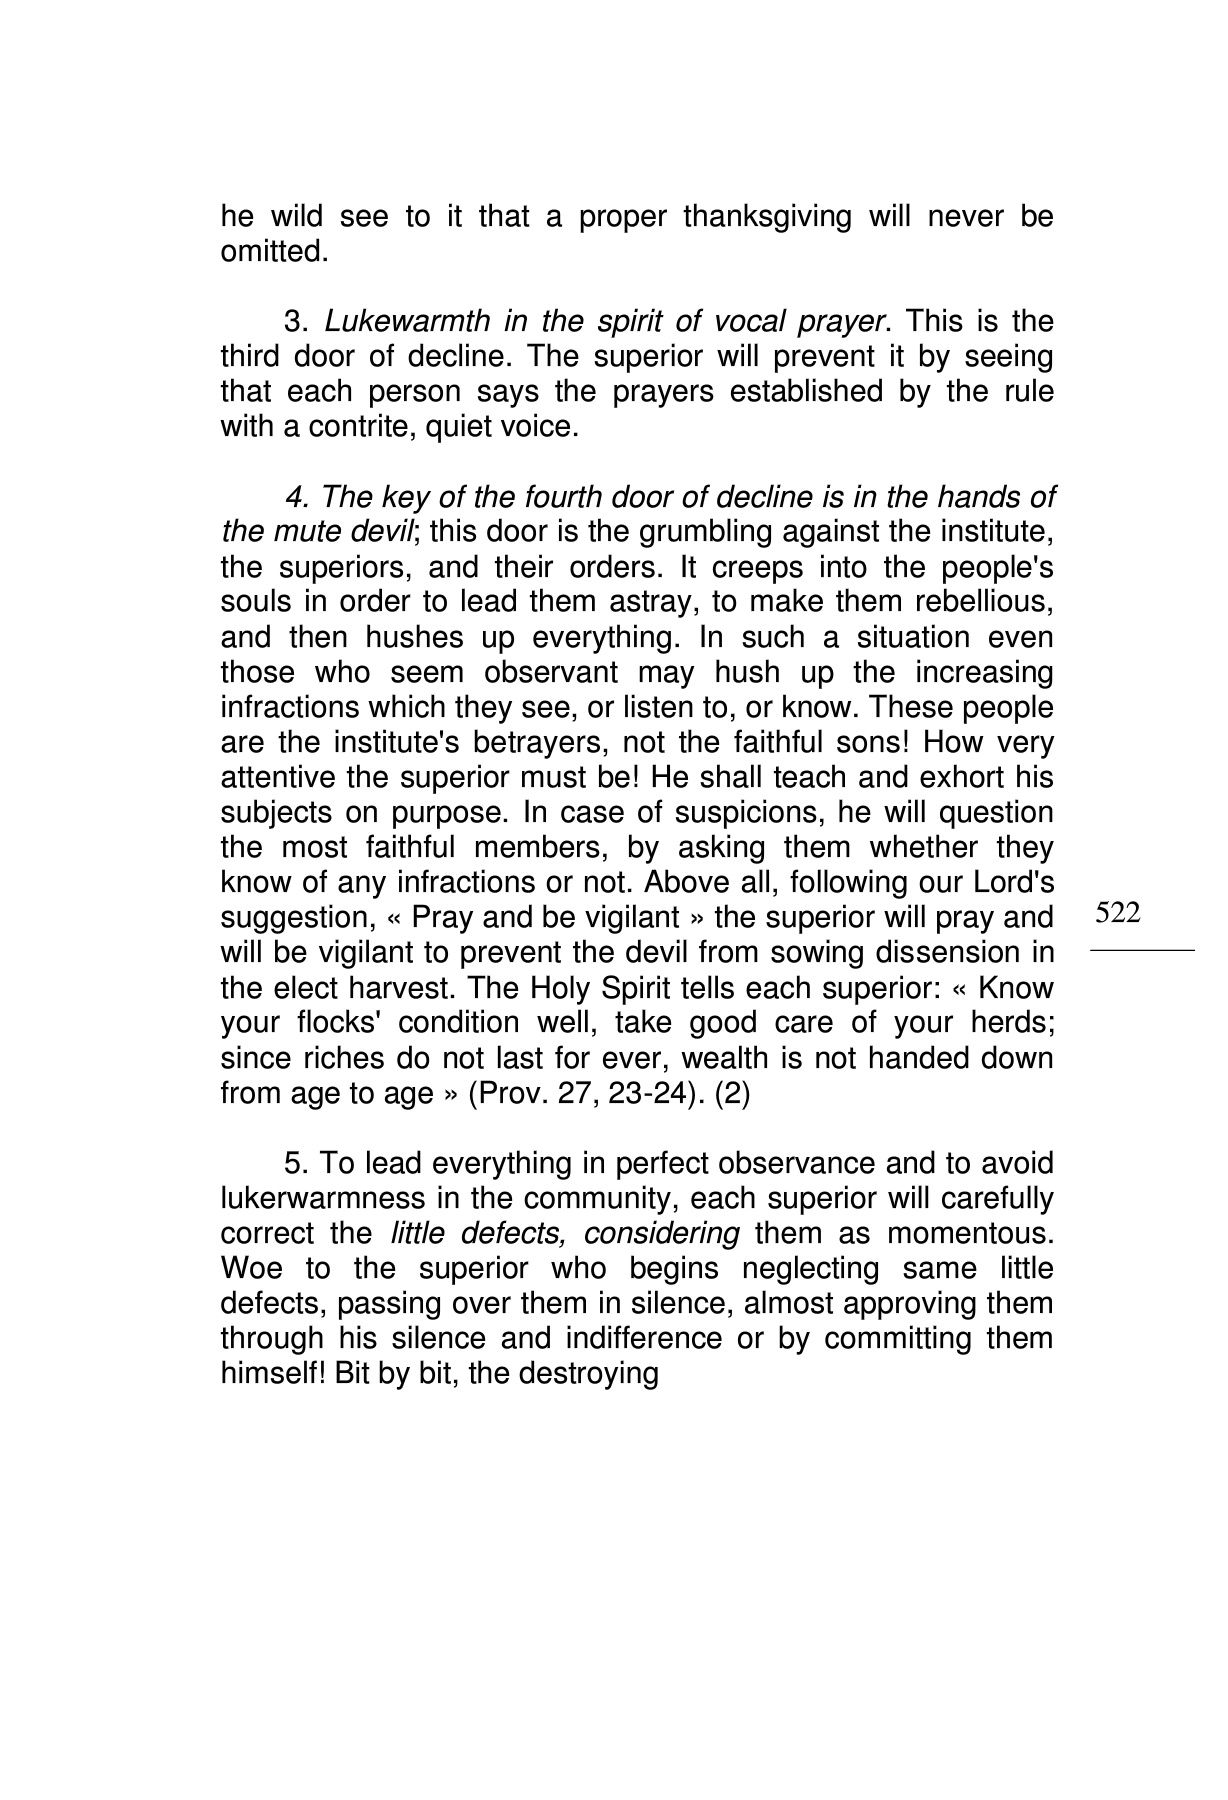 he wild see to it that a proper thanksgiving will never be
omitted.
3. Lukewarmth in the spirit of vocal prayer. This is the
third door of decline. The superior will prevent it by seeing
that each person says the prayers established by the rule
with a contrite, quiet voice.
4. The key of the fourth door of decline is in the hands of
the mute devil; this door is the grumbling against the institute,
the superiors, and their orders. It creeps into the people's
souls in order to lead them astray, to make them rebellious,
and then hushes up everything. In such a situation even
those who seem observant may hush up the increasing
infractions which they see, or listen to, or know. These people
are the institute's betrayers, not the faithful sons! How very
attentive the superior must be! He shall teach and exhort his
subjects on purpose. In case of suspicions, he will question
the most faithful members, by asking them whether they
know of any infractions or not. Above all, following our Lord's
suggestion, « Pray and be vigilant » the superior will pray and
will be vigilant to prevent the devil from sowing dissension in
the elect harvest. The Holy Spirit tells each superior: « Know
your flocks' condition well, take good care of your herds;
since riches do not last for ever, wealth is not handed down
from age to age » (Prov. 27, 23-24). (2)
5. To lead everything in perfect observance and to avoid
lukerwarmness in the community, each superior will carefully
correct the little defects, considering them as momentous.
Woe to the superior who begins neglecting same little
defects, passing over them in silence, almost approving them
through his silence and indifference or by committing them
himself! Bit by bit, the destroying
522